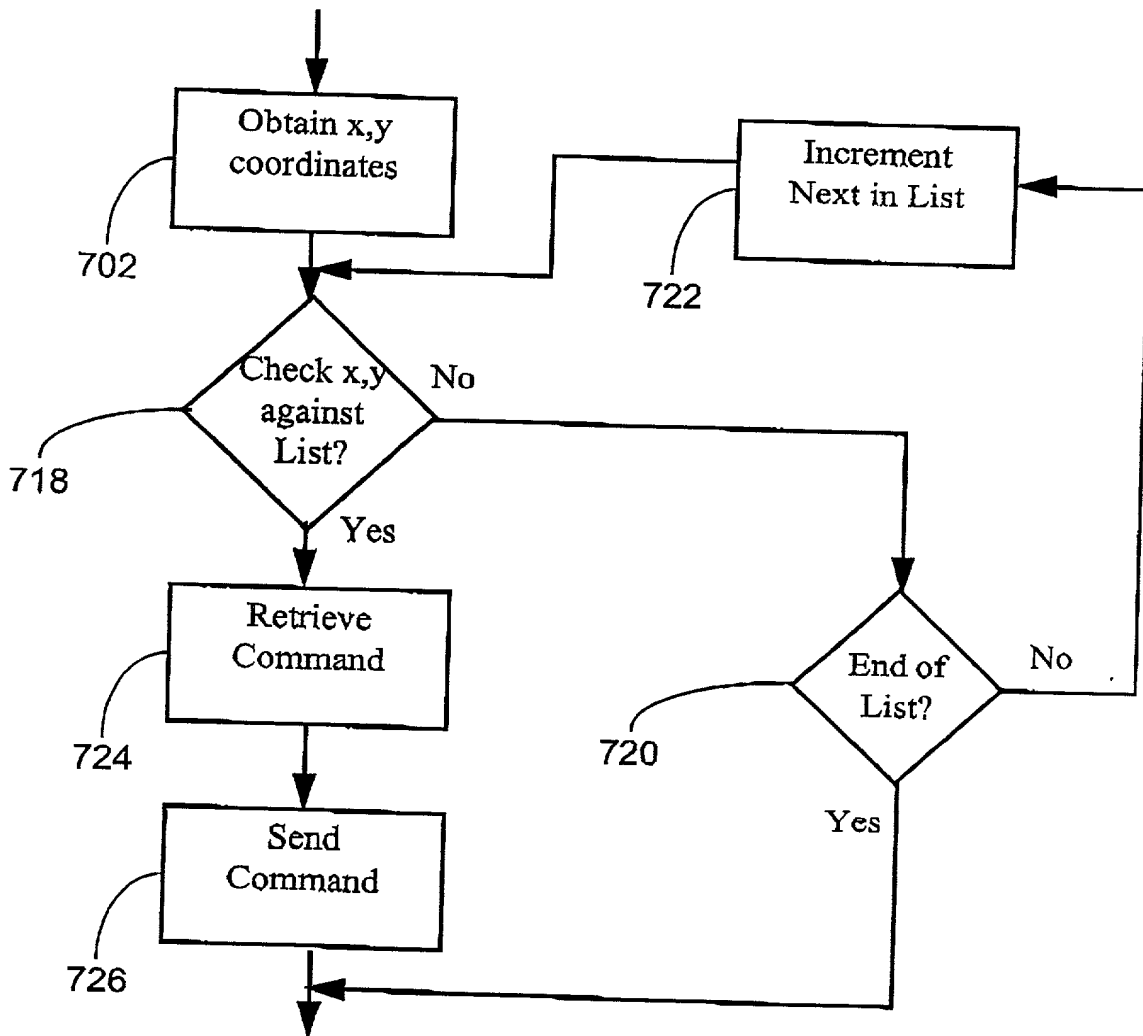 Obtain x,y
coordinates
702
Increment
Next in List
722
Check x,y
against
List?
No
718
Yes
Retrieve
Command
724
End of
List?
No
720
Yes
Send
Command
726